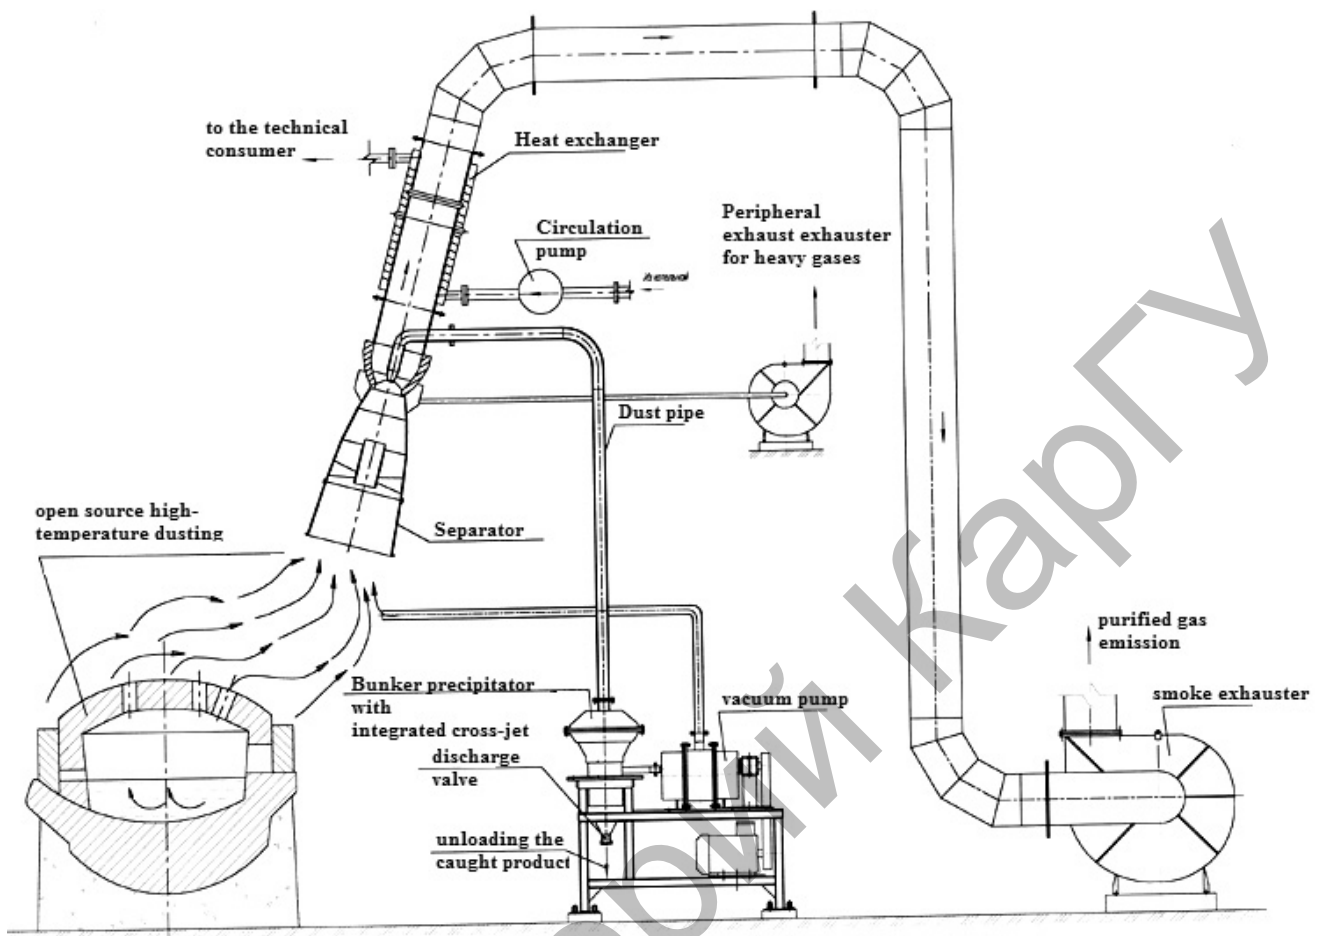 to the technical
consumer
Heat exchanger
Peripheral
exhaust exhauster
for heavy gases
Circulation
pump
Dust pipe
open source high-
temperature dusting
Separator
purified gas
emission
Bunker precipitator
with
integrated cross-jet
vacuum pump
smoke exhauster
discharge
valve
unloading the
caught product
КарГУ